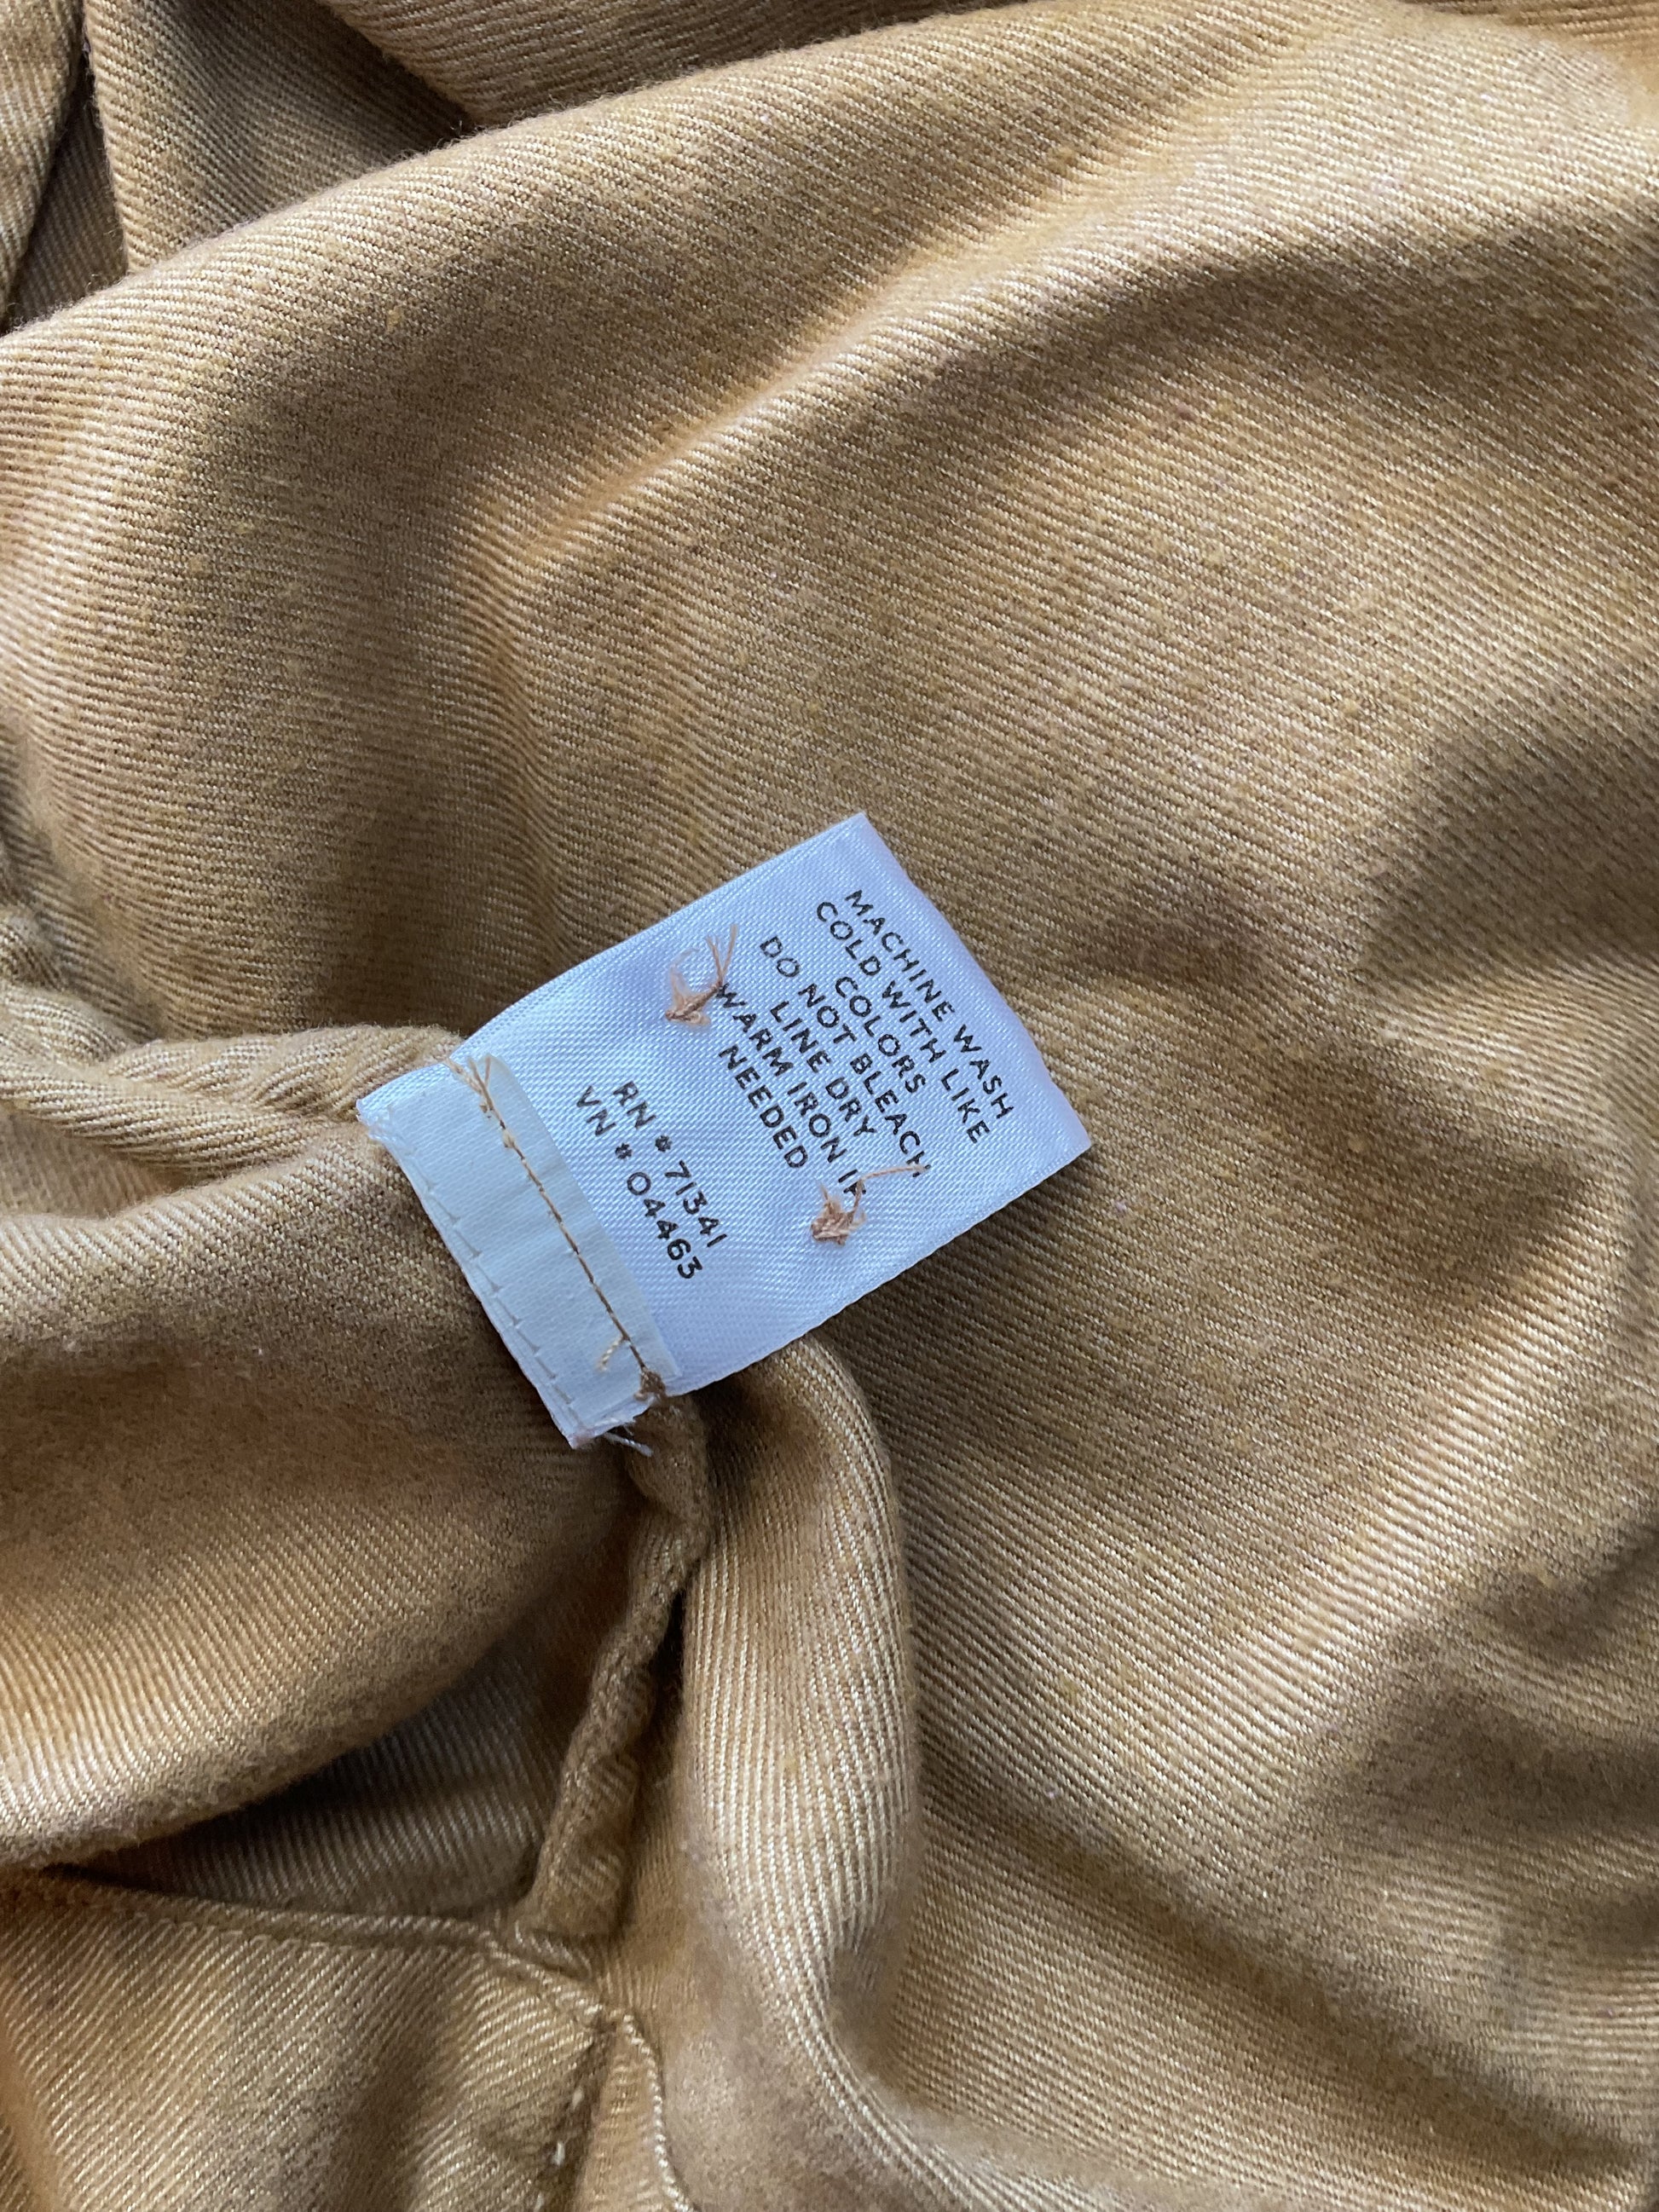 MACHINE WASH
COLD WITH LIKE
COLORS
DO NOT BLEACH
LINE DRY
WARM IRON IF
NEEDED
RN # 71341
VN # 04463